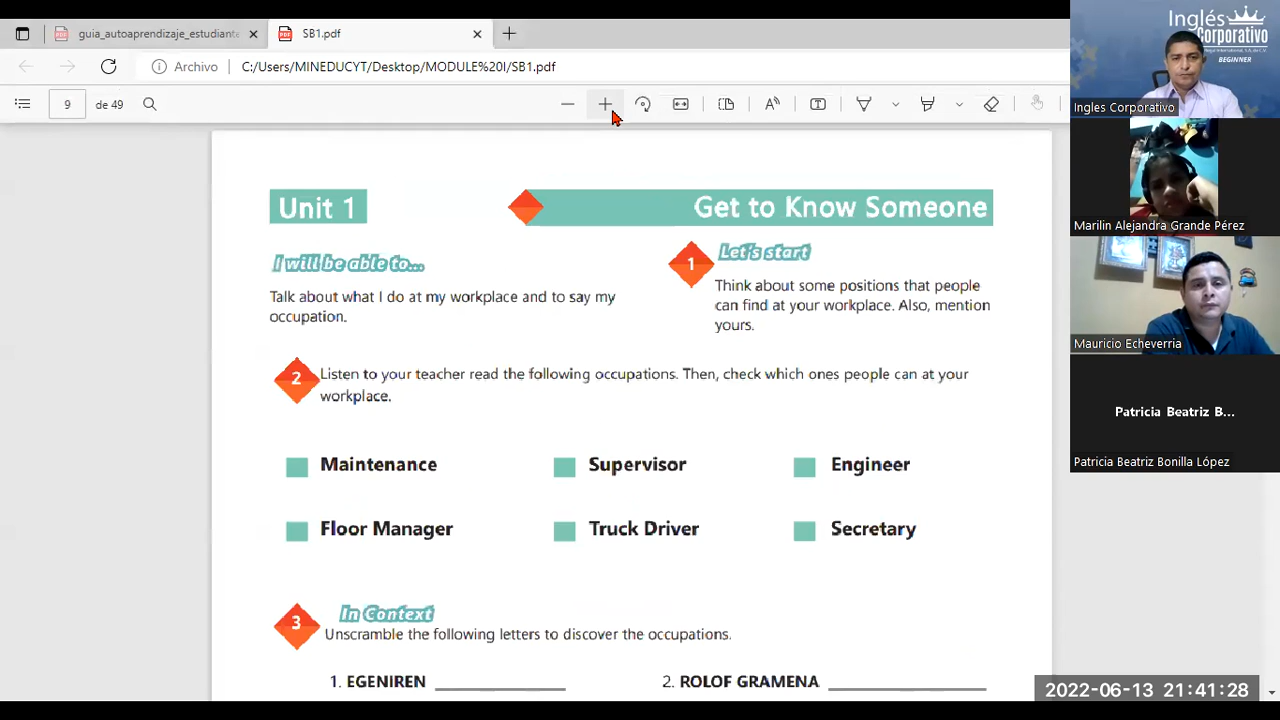 guia_autoaprendizaje_estudiante
SB1.pdf
Archivo
C:/Users/MINEDUCYT/Desktop/MODULE%20I/SB1.pdf
9
de 49
Unit 1
Get to Know Someone
I will be able to...
Talk about what I do at my workplace and to say my
occupation.
1
Let's start
Think about some positions that people
can find at your workplace. Also, mention
yours.
2
Listen to your teacher read the following occupations. Then, check which ones people can at your
workplace.
Maintenance
Supervisor
Engineer
Floor Manager
Truck Driver
Secretary
3
In Context
Unscramble the following letters to discover the occupations.
1. EGENIREN
2. ROLOF GRAMENA
Inglés
Corporativo
BEGINNER
Ingles Corporativo
Marilin Alejandra Grande Pérez
Mauricio Echeverria
Patricia Beatriz B...
Patricia Beatriz Bonilla López
2022-06-13 21:41:28